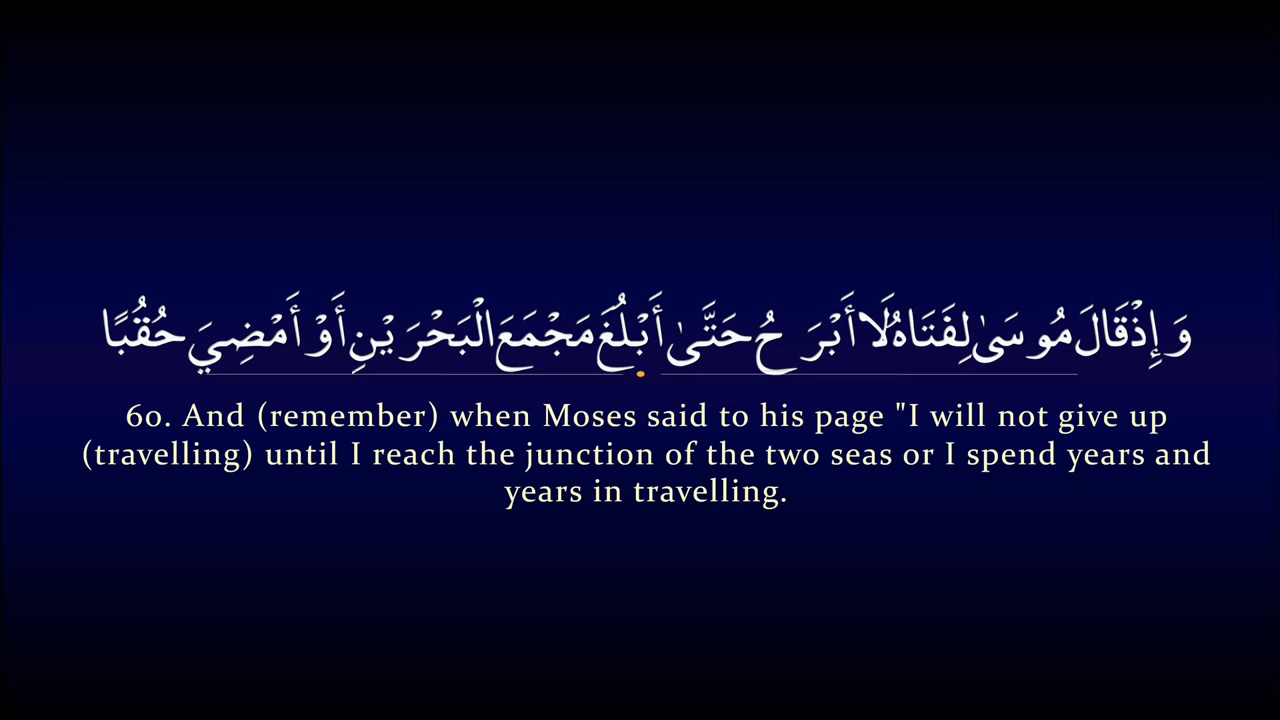 وَإِذْ قَالَ مُوسَىٰ لِفَتَاهُ لَا أَبْرَحُ حَتَّىٰ أَبْلُغَ مَجْمَعَ الْبَحْرَيْنِ أَوْ أَمْضِيَ حُقُبًا
60. And (remember) when Moses said to his page "I will not give up
(travelling) until I reach the junction of the two seas or I spend years and
years in travelling.